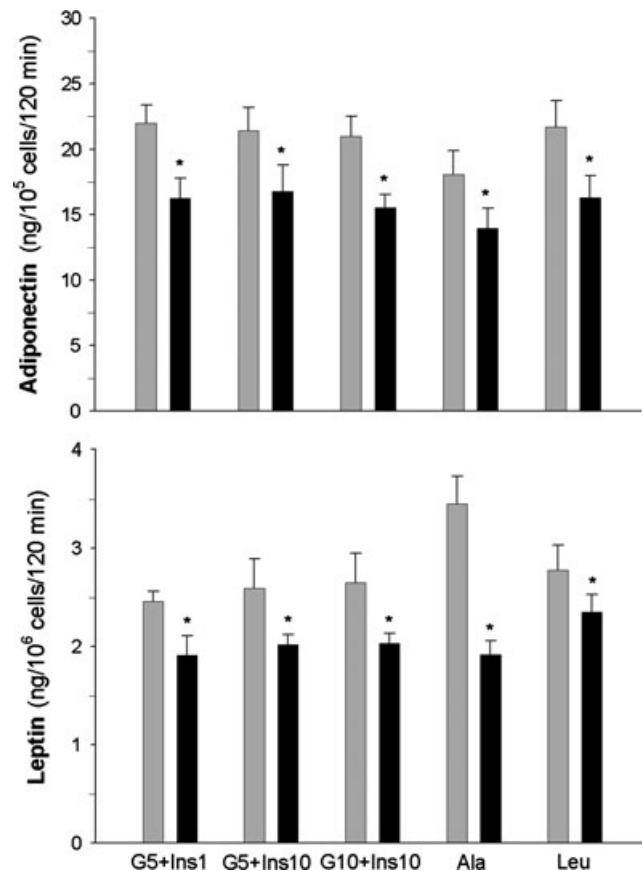 30
25
20
15
10
5
0
Adiponectin (ng/10⁵ cells/120 min)
* * * * *
4
3
2
1
0
Leptin (ng/10⁶ cells/120 min)
* * * * *
G5+Ins1 G5+Ins10 G10+Ins10 Ala Leu